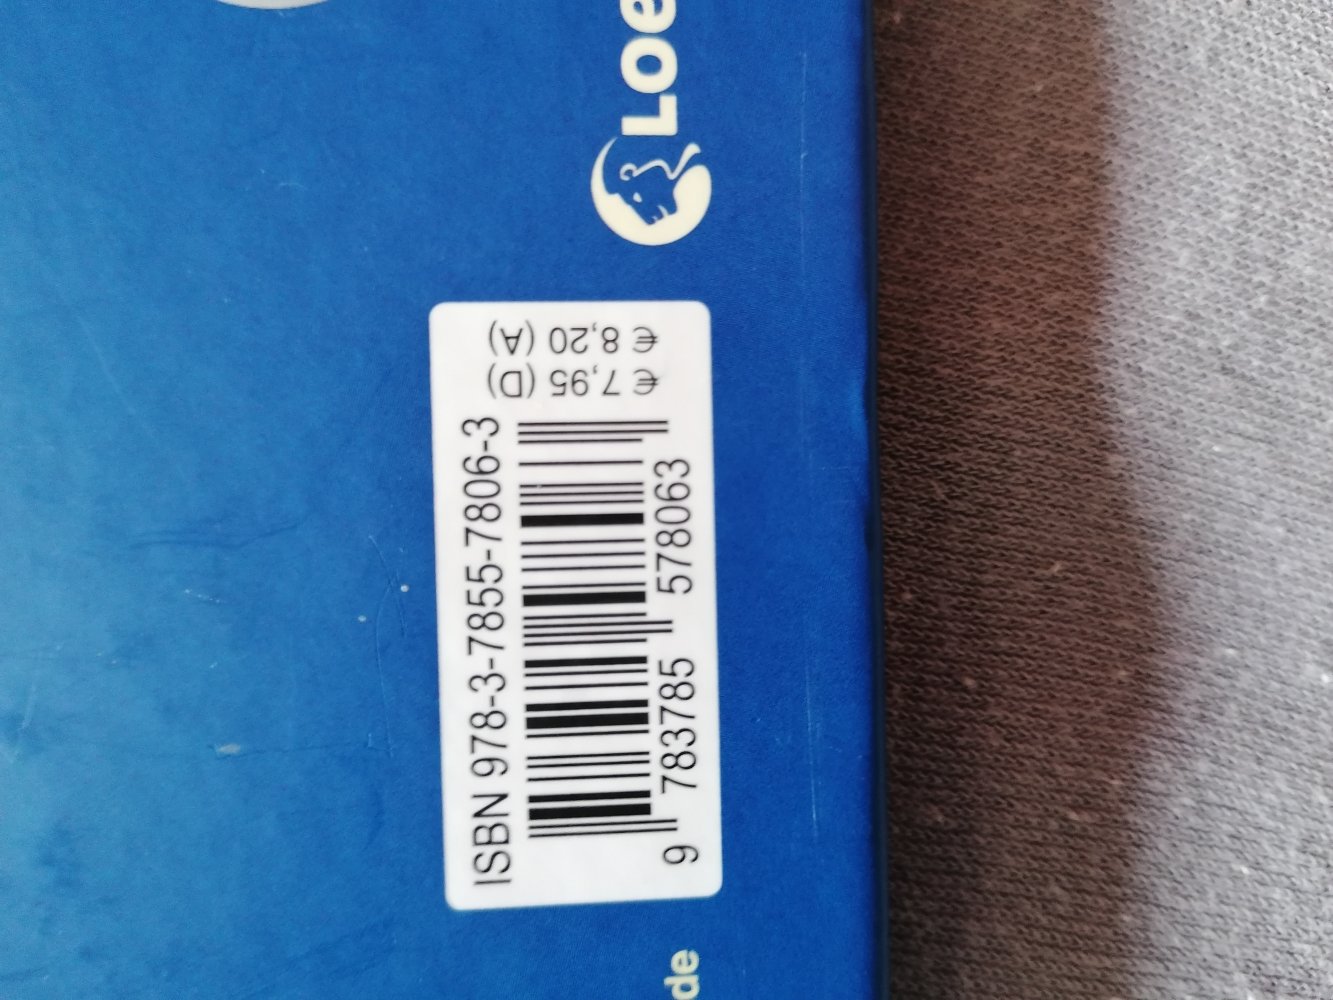 Loe
ISBN 978-3-7855-7806-3
9 783785 578063
€ 7,95 (D)
€ 8,20 (A)
de